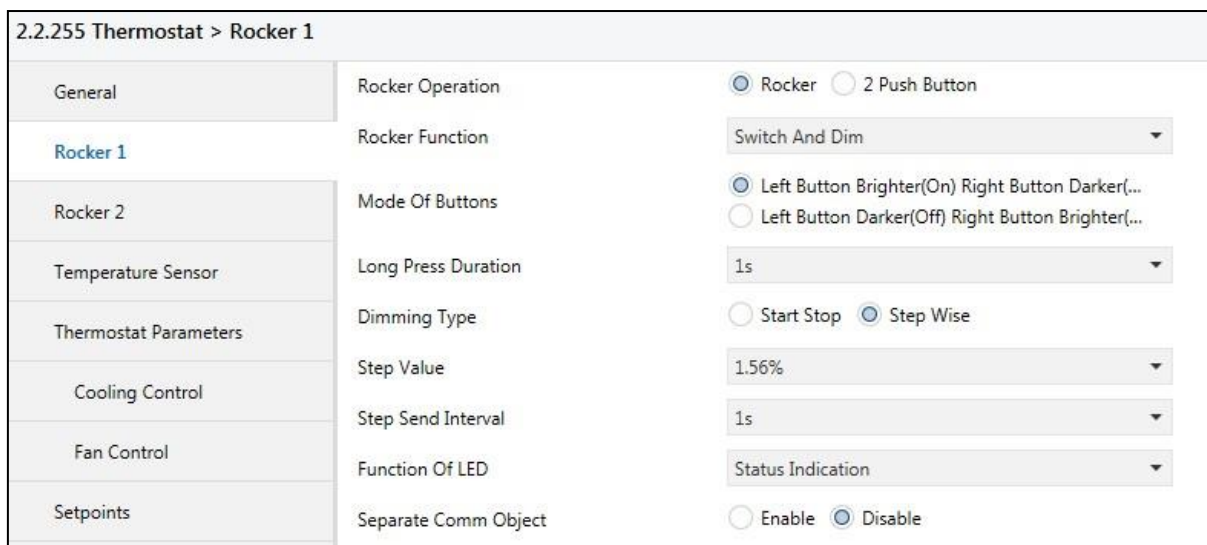 2.2.255 Thermostat > Rocker 1
General
Rocker 1
Rocker 2
Temperature Sensor
Thermostat Parameters
Cooling Control
Fan Control
Setpoints
Rocker Operation Rocker 2 Push Button
Rocker Function Switch And Dim
Mode Of Buttons Left Button Brighter(On) Right Button Darker(...
Left Button Darker(Off) Right Button Brighter(...
Long Press Duration 1s
Dimming Type Start Stop Step Wise
Step Value 1.56%
Step Send Interval 1s
Function Of LED Status Indication
Separate Comm Object Enable Disable